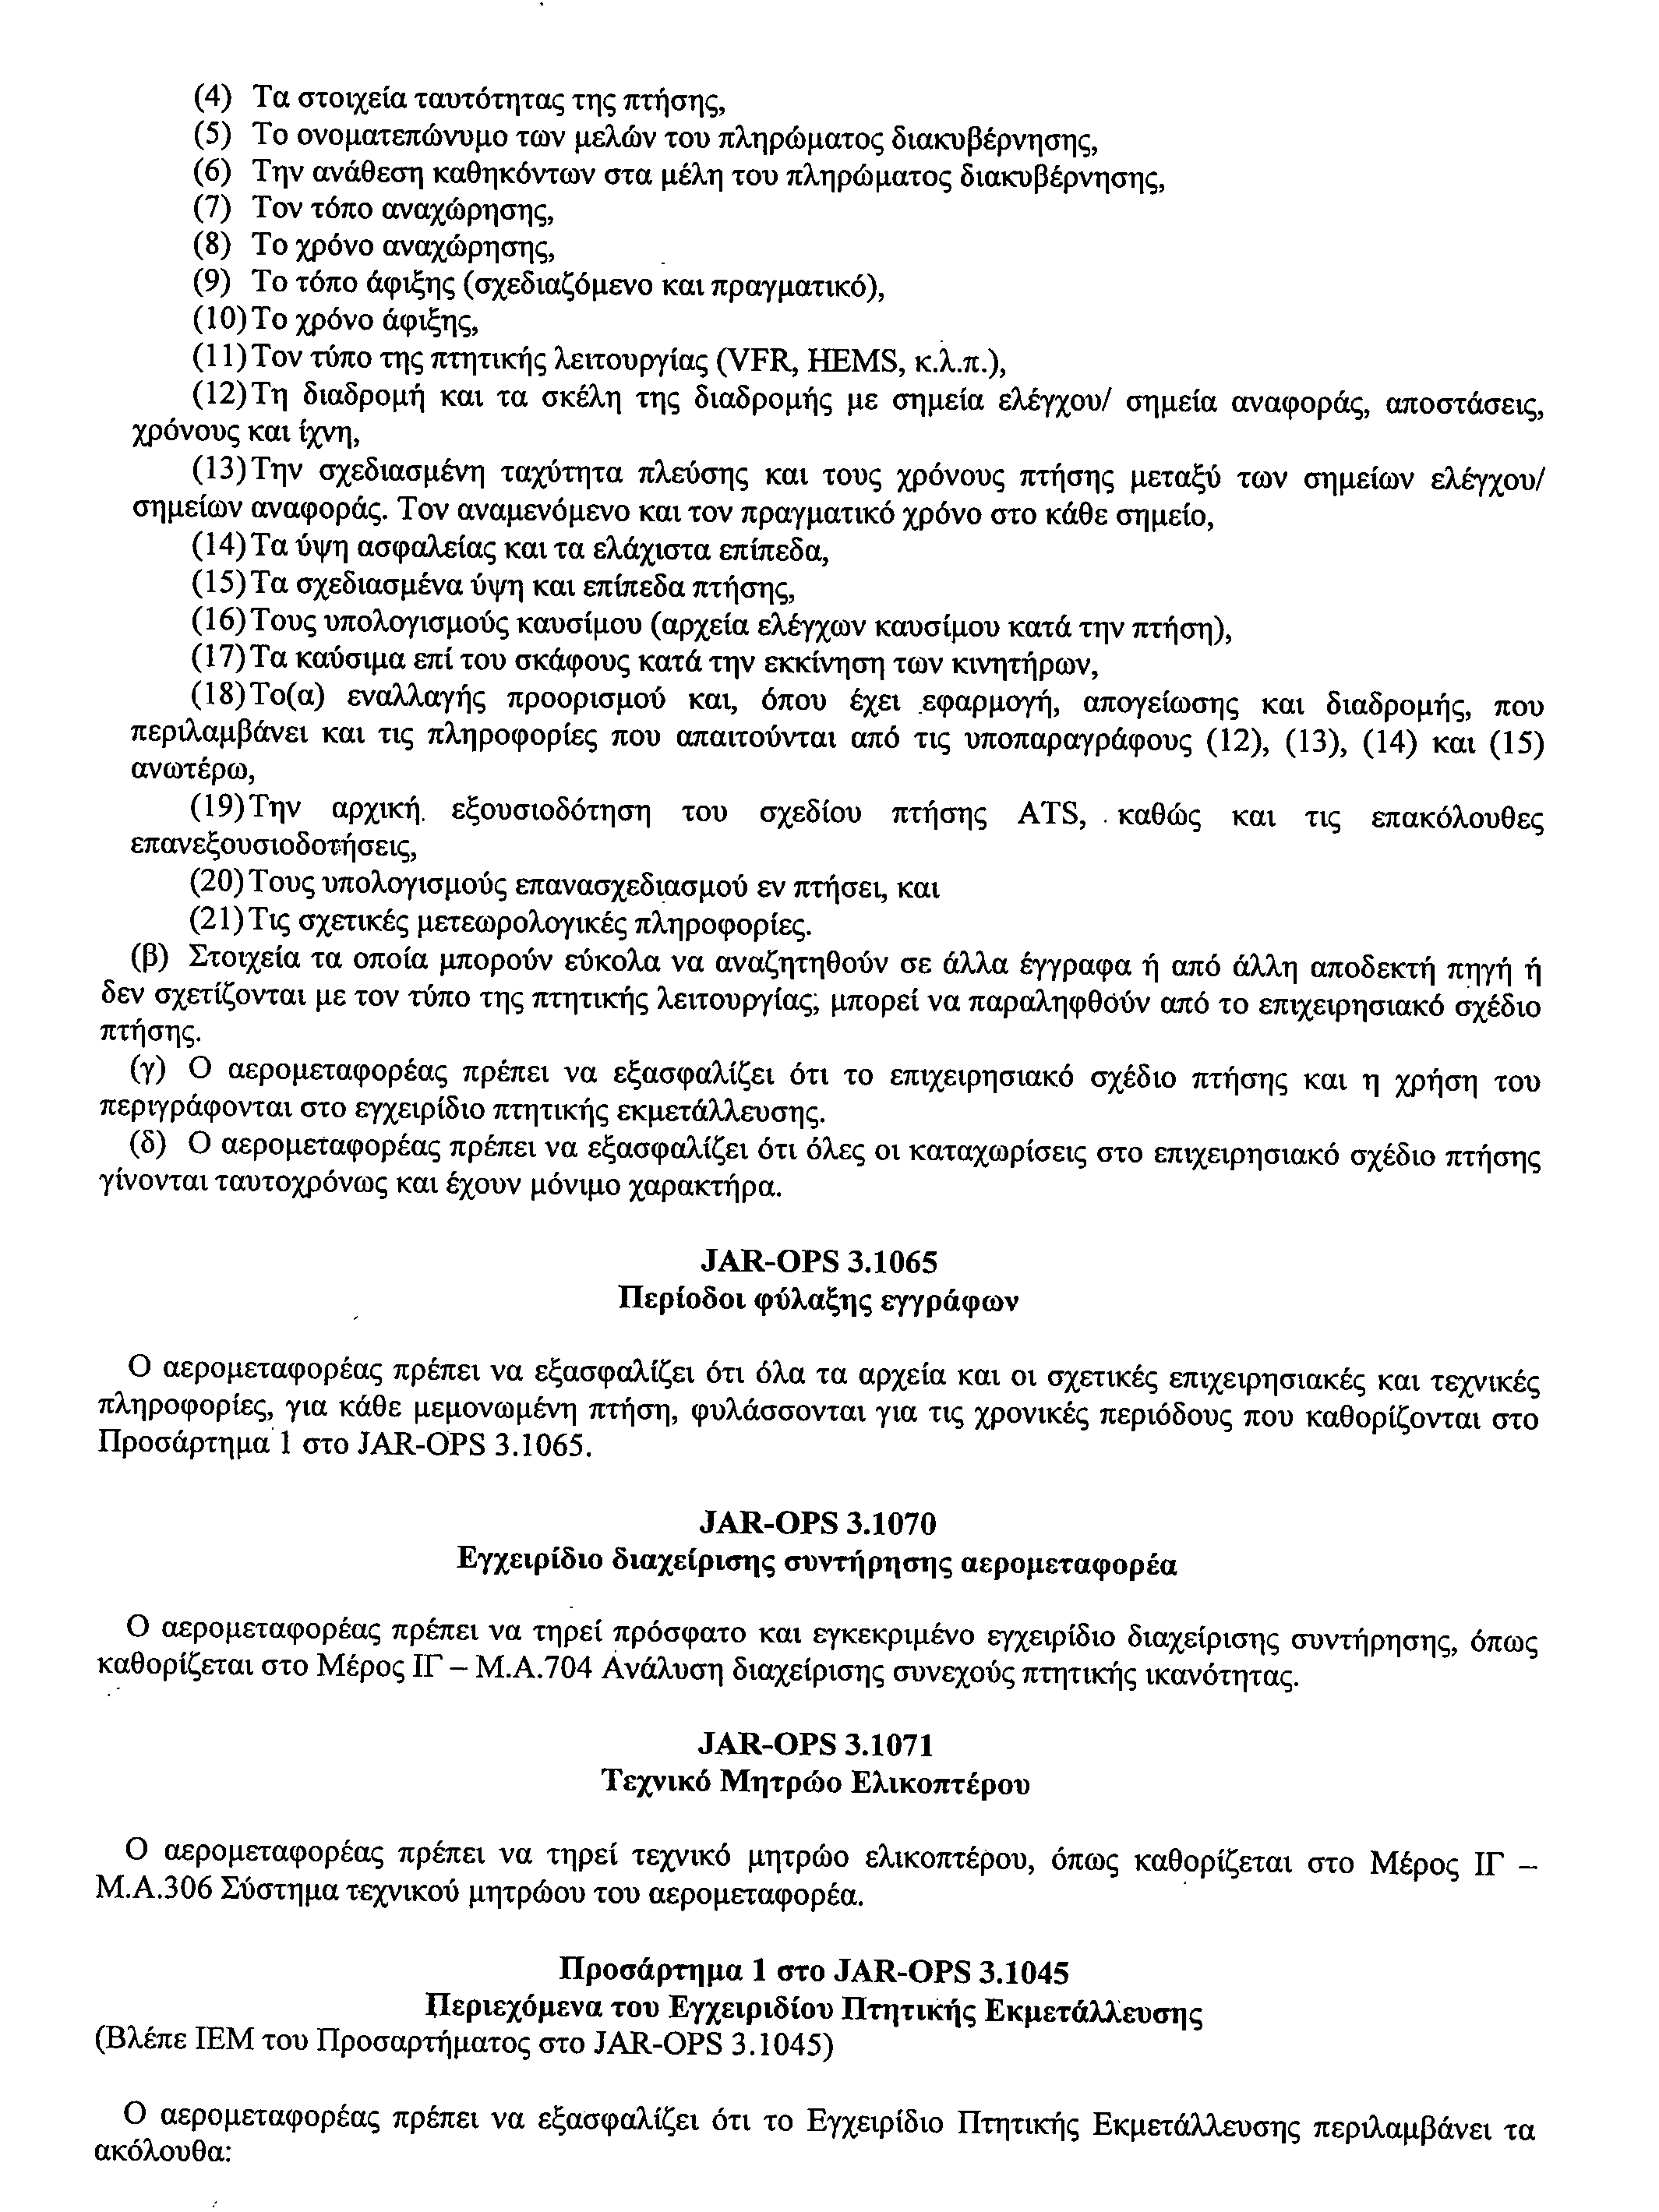 (4) Τα στοιχεία ταυτότητας της πτήσης,
(5) Το ονοματεπώνυμο των μελών του πληρώματος διακυβέρνησης,
(6) Την ανάθεση καθηκόντων στα μέλη του πληρώματος διακυβέρνησης,
(7) Τον τόπο αναχώρησης,
(8) Το χρόνο αναχώρησης,
(9) Το τόπο άφιξης (σχεδιαζόμενο και πραγματικό),
(10) Το χρόνο άφιξης,
(11) Τον τύπο της πτητικής λειτουργίας (VFR, HEMS, κ.λ.π.),
(12) Τη διαδρομή και τα σκέλη της διαδρομής με σημεία ελέγχου/ σημεία αναφοράς, αποστάσεις,
χρόνους και ίχνη,
(13) Την σχεδιασμένη ταχύτητα πλεύσης και τους χρόνους πτήσης μεταξύ των σημείων ελέγχου/
σημείων αναφοράς. Τον αναμενόμενο και τον πραγματικό χρόνο στο κάθε σημείο,
(14) Τα ύψη ασφαλείας και τα ελάχιστα επίπεδα,
(15) Τα σχεδιασμένα ύψη και επίπεδα πτήσης,
(16) Τους υπολογισμούς καυσίμου (αρχεία ελέγχων καυσίμου κατά την πτήση),
(17) Τα καύσιμα επί του σκάφους κατά την εκκίνηση των κινητήρων,
(18) Το(α) εναλλαγής προορισμού και, όπου έχει εφαρμογή, απογείωσης και διαδρομής, που
περιλαμβάνει και τις πληροφορίες που απαιτούνται από τις υποπαραγράφους (12), (13), (14) και (15)
ανωτέρω,
(19) Την αρχική εξουσιοδότηση του σχεδίου πτήσης ATS, καθώς και τις επακόλουθες
επανεξουσιοδοτήσεις,
(20) Τους υπολογισμούς επανασχεδιασμού εν πτήσει, και
(21) Τις σχετικές μετεωρολογικές πληροφορίες.
(β) Στοιχεία τα οποία μπορούν εύκολα να αναζητηθούν σε άλλα έγγραφα ή από άλλη αποδεκτή πηγή ή
δεν σχετίζονται με τον τύπο της πτητικής λειτουργίας, μπορεί να παραληφθούν από το επιχειρησιακό σχέδιο
πτήσης.
(γ) Ο αερομεταφορέας πρέπει να εξασφαλίζει ότι το επιχειρησιακό σχέδιο πτήσης και η χρήση του
περιγράφονται στο εγχειρίδιο πτητικής εκμετάλλευσης.
(δ) Ο αερομεταφορέας πρέπει να εξασφαλίζει ότι όλες οι καταχωρίσεις στο επιχειρησιακό σχέδιο πτήσης
γίνονται ταυτοχρόνως και έχουν μόνιμο χαρακτήρα.
JAR-OPS 3.1065
Περίοδοι φύλαξης εγγράφων
Ο αερομεταφορέας πρέπει να εξασφαλίζει ότι όλα τα αρχεία και οι σχετικές επιχειρησιακές και τεχνικές
πληροφορίες, για κάθε μεμονωμένη πτήση, φυλάσσονται για τις χρονικές περιόδους που καθορίζονται στο
Προσάρτημα 1 στο JAR-OPS 3.1065.
JAR-OPS 3.1070
Εγχειρίδιο διαχείρισης συντήρησης αερομεταφορέα
Ο αερομεταφορέας πρέπει να τηρεί πρόσφατο και εγκεκριμένο εγχειρίδιο διαχείρισης συντήρησης, όπως
καθορίζεται στο Μέρος ΙΓ – Μ.Α.704 Ανάλυση διαχείρισης συνεχούς πτητικής ικανότητας.
JAR-OPS 3.1071
Τεχνικό Μητρώο Ελικοπτέρου
Ο αερομεταφορέας πρέπει να τηρεί τεχνικό μητρώο ελικοπτέρου, όπως καθορίζεται στο Μέρος ΙΓ –
Μ.Α.306 Σύστημα τεχνικού μητρώου του αερομεταφορέα.
Προσάρτημα 1 στο JAR-OPS 3.1045
Περιεχόμενα του Εγχειριδίου Πτητικής Εκμετάλλευσης
(Βλέπε ΙΕΜ του Προσαρτήματος στο JAR-OPS 3.1045)
Ο αερομεταφορέας πρέπει να εξασφαλίζει ότι το Εγχειρίδιο Πτητικής Εκμετάλλευσης περιλαμβάνει τα
ακόλουθα: